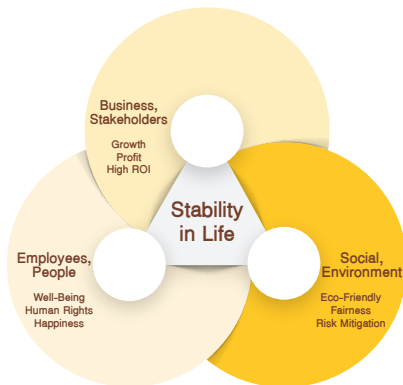 Business,
Stakeholders
Growth
Profit
High ROI
Stability
in Life
Employees,
People
Well-Being
Human Rights
Happiness
Social,
Environment
Eco-Friendly
Fairness
Risk Mitigation